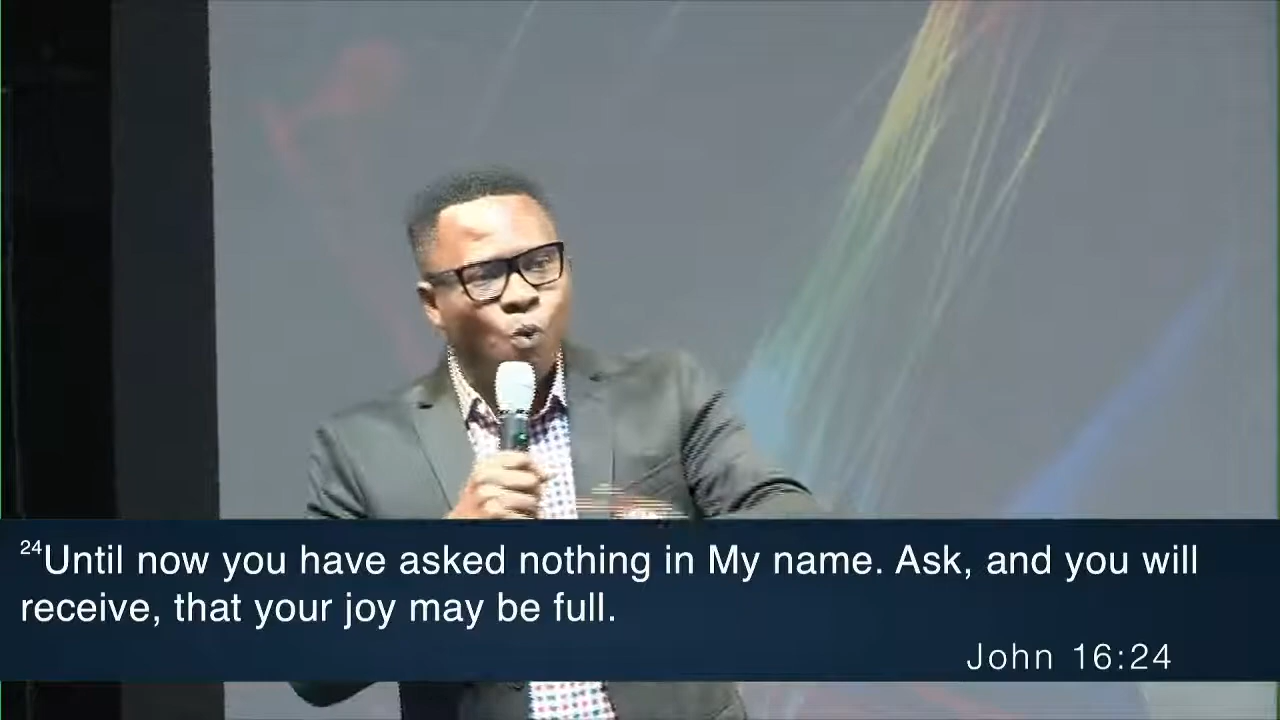 24Until now you have asked nothing in My name. Ask, and you will
receive, that your joy may be full.
John 16:24